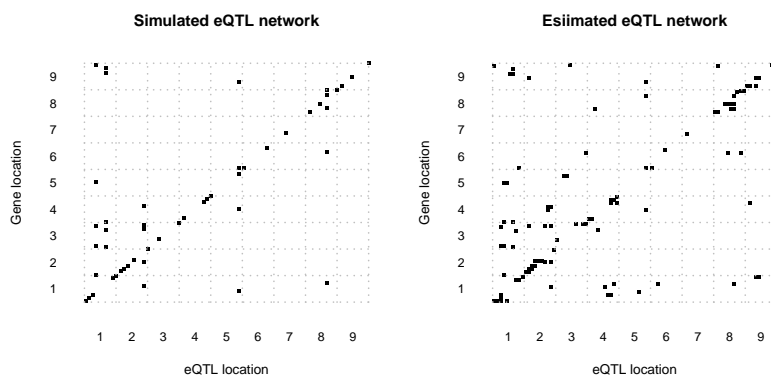 Simulated eQTL network
Esiimated eQTL network
Gene location
9
8
7
6
5
4
3
2
1
1 2 3 4 5 6 7 8 9
eQTL location
Gene location
9
8
7
6
5
4
3
2
1
1 2 3 4 5 6 7 8 9
eQTL location